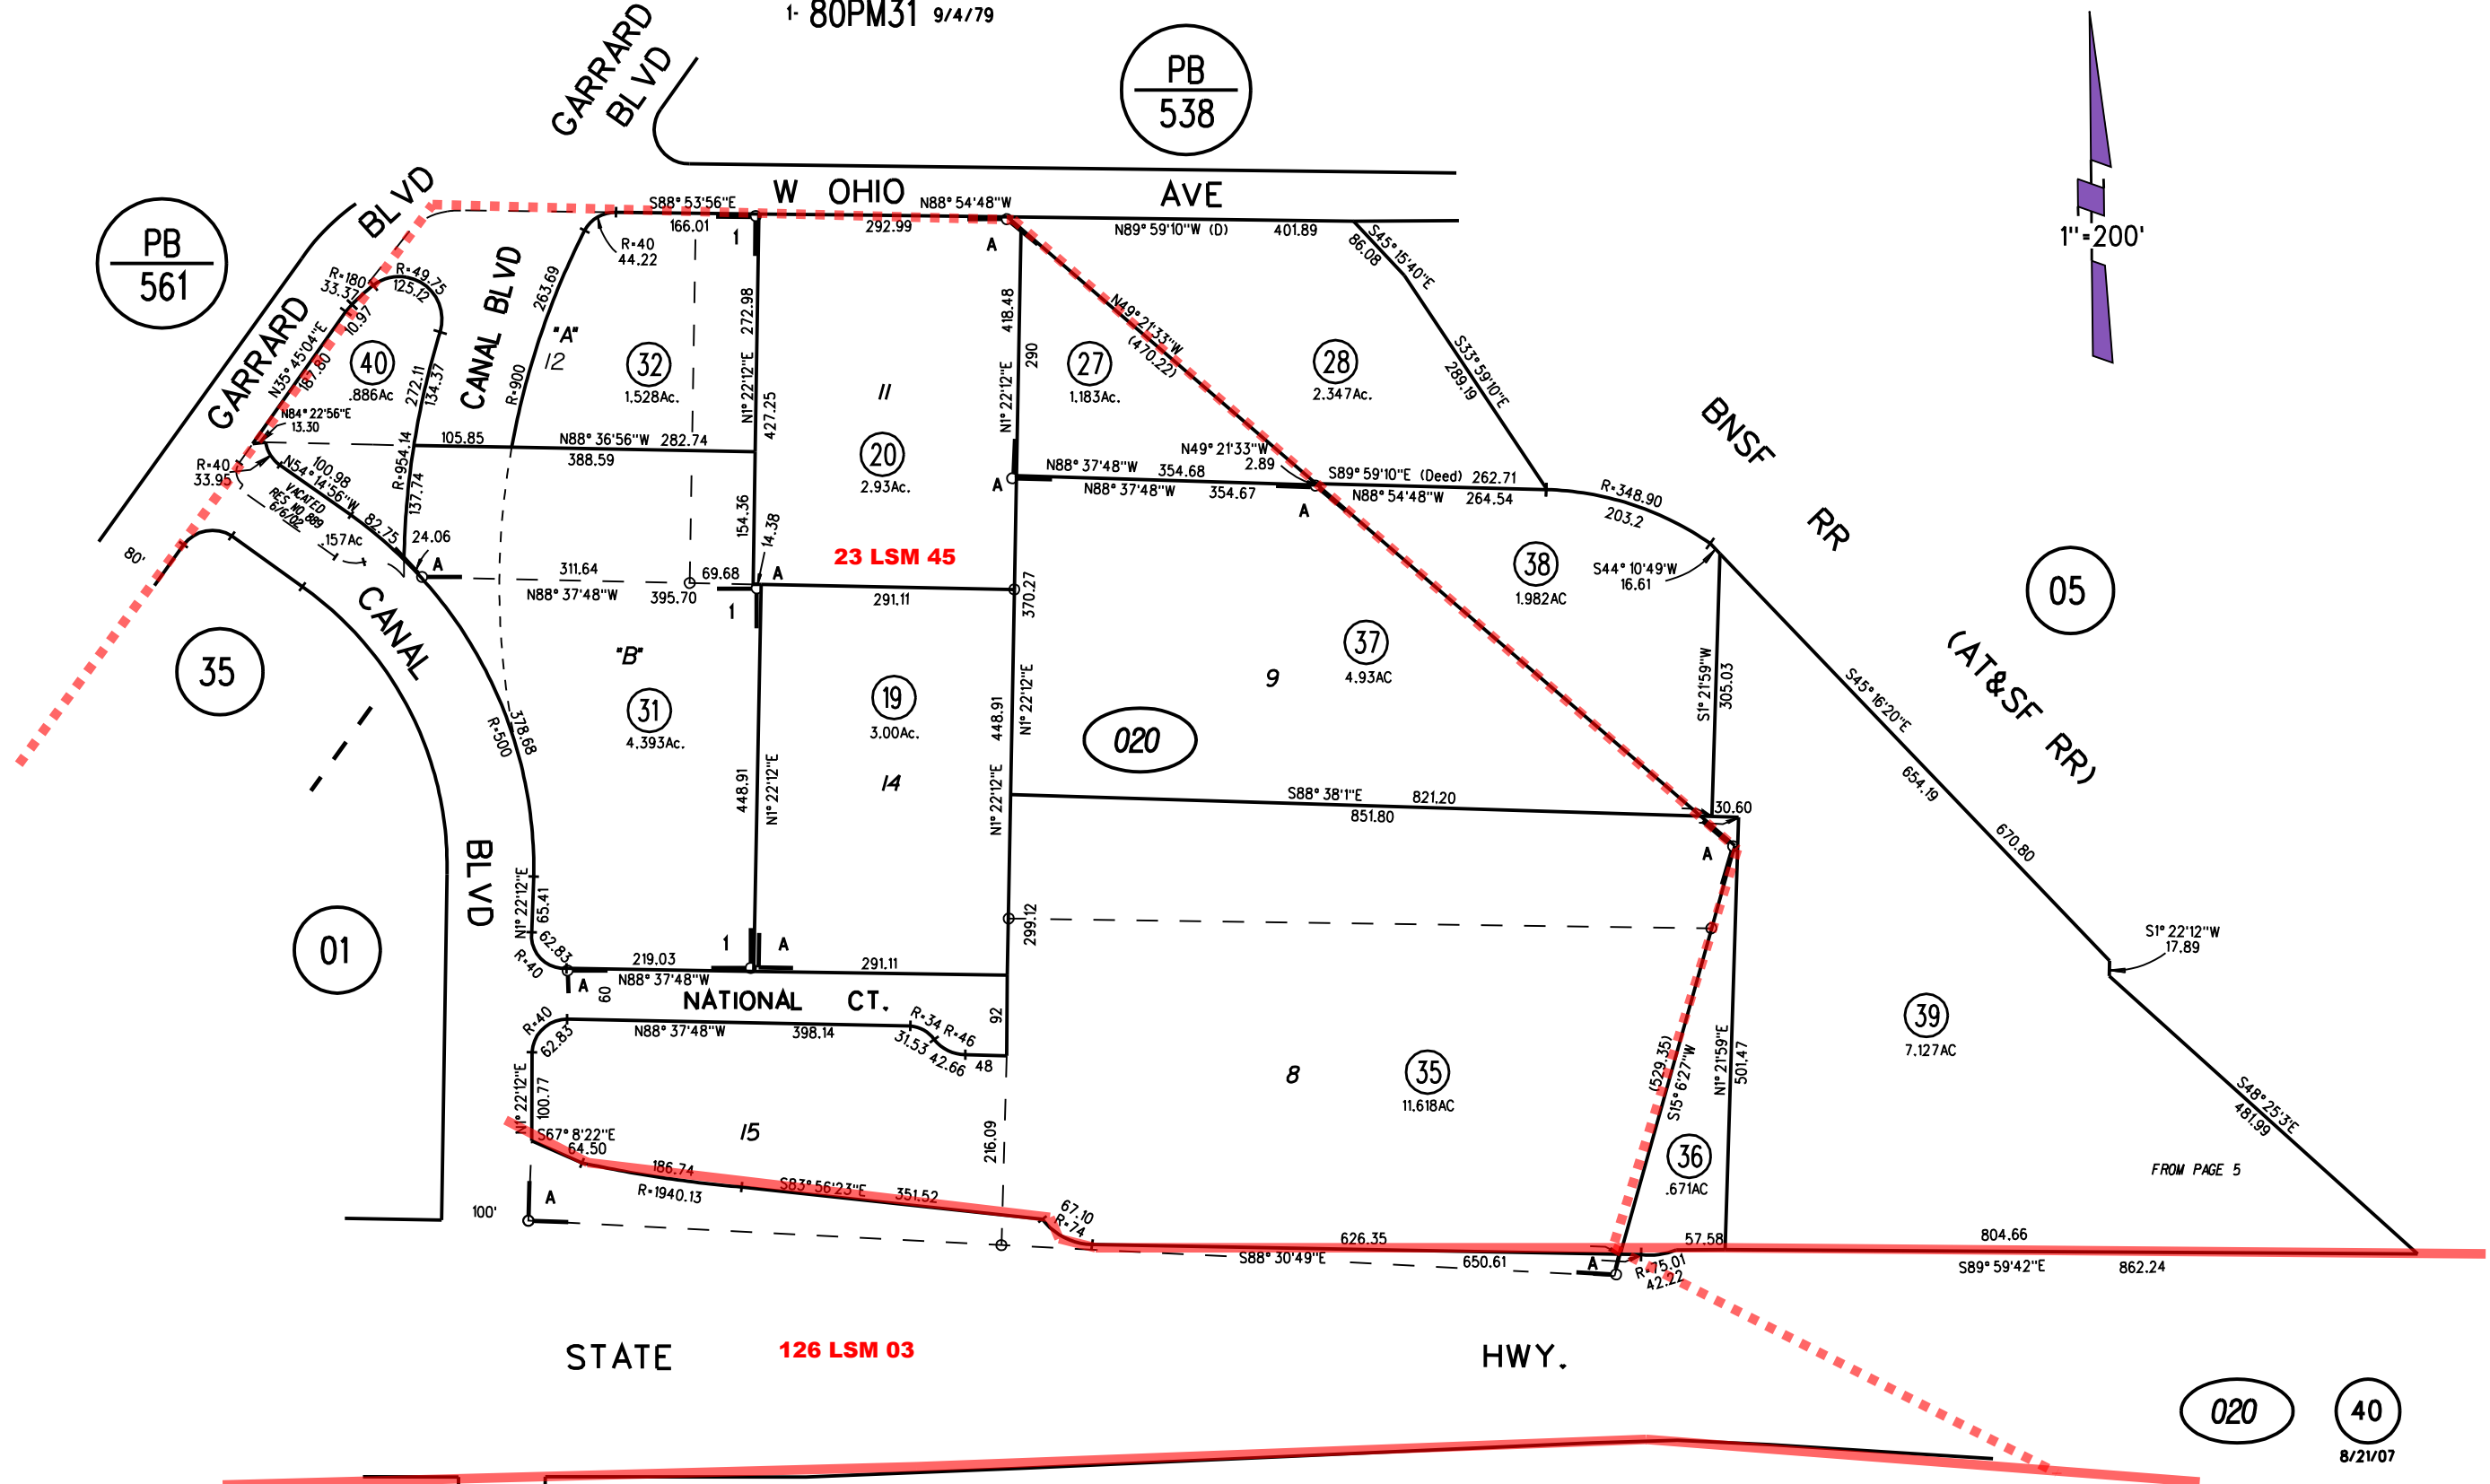 1- 80PM31 9/4/79
GARRARD
BLVD
PB
538
1"=200'
PB
561
GARRARD
BLVD
W OHIO
AVE
S88°53'56"E
166.01
N88°54'48"W
292.99
N89°59'10"W (D)
401.89
R=40
44.22
1
A
S45°15'40"E
86.08
R=180
33.37
R=49.75
125.12
10.97
N35°45'04"E
187.80
40
.886Ac
272.11
134.37
CANAL BLVD
263.69
R=900
"A"
12
32
1.528Ac.
N1°22'12"E
272.98
427.25
11
20
2.93Ac.
418.48
290
N1°22'12"E
27
1.183Ac.
N49°21'33"W
(470.22)
28
2.347Ac.
S33°59'10"E
289.19
BNSF RR
(AT&SF RR)
N84°22'56"E
13.30
R=40
33.95
100.98
N54°14'56"W
VACATED
RES NO 889
6/6/02
.157Ac
82.75
R=954.14
137.74
24.06
A
105.85
N88°36'56"W 282.74
388.59
154.36
14.38
N88°37'48"W 354.68
N88°37'48"W 354.67
A
N49°21'33"W
2.89
A
S89°59'10"E (Deed) 262.71
N88°54'48"W 264.54
R=348.90
203.2
23 LSM 45
311.64
N88°37'48"W
69.68
395.70
A
1
291.11
370.27
38
1.982AC
S44°10'49"W
16.61
05
80'
35
CANAL
BLVD
R=500
378.68
"B"
31
4.393Ac.
448.91
N1°22'12"E
19
3.00Ac.
14
448.91
N1°22'12"E
N1°22'12"E
9
37
4.93AC
020
S1°21'59"W
305.03
S45°16'20"E
654.19
670.80
S88°38'1"E 821.20
851.80
30.60
A
01
N1°22'12"E
65.41
62.83
R=40
219.03
N88°37'48"W
A
60
1
A
291.11
299.12
S1°22'12"W
17.89
NATIONAL CT.
92
R=40
62.83
N88°37'48"W 398.14
R=34
31.53
R=46
42.66
48
N1°22'12"E
100.77
8
35
11.618AC
(529.35)
S15°6'27"W
N1°21'59"E
501.47
39
7.127AC
S48°25'3"E
481.99
S67°8'22"E
64.50
15
216.09
36
.671AC
FROM PAGE 5
186.74
R=1940.13
S83°56'23"E 351.52
67.10
R=74
A
100'
626.35
S88°30'49"E
650.61
A
57.58
R=75.01
42.22
804.66
S89°59'42"E
862.24
STATE
126 LSM 03
HWY.
020
40
8/21/07